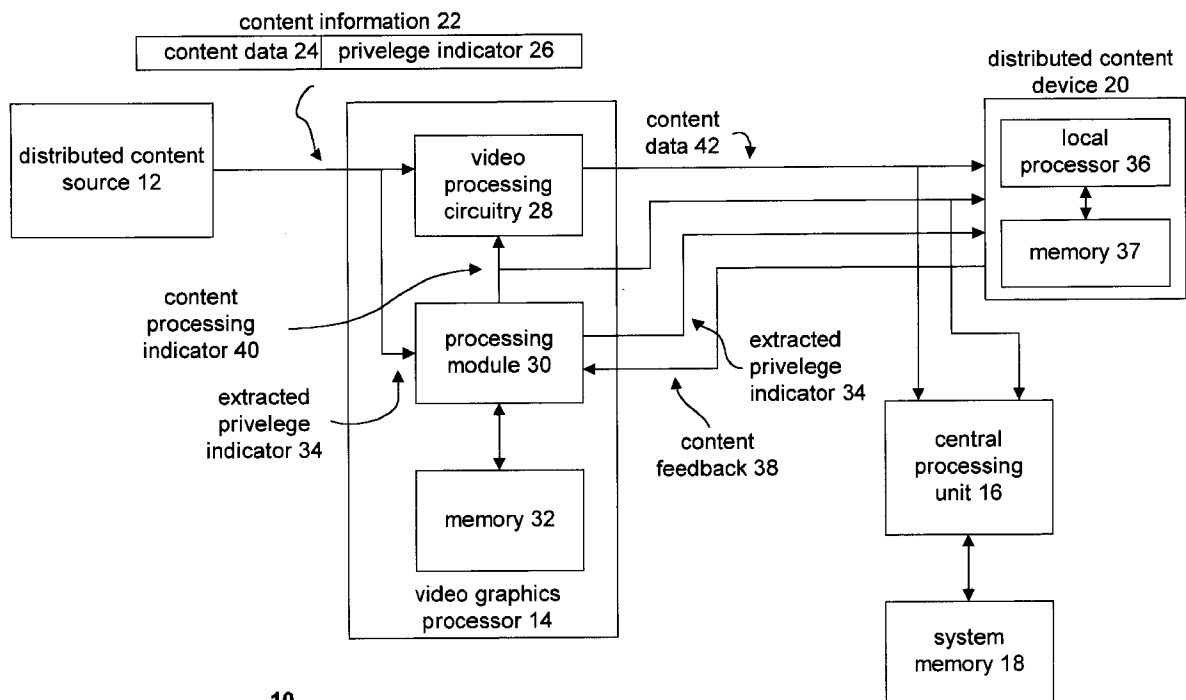 content information 22
content data 24 privelege indicator 26
distributed content
source 12
video
processing
circuitry 28
content
data 42
distributed content
device 20
local
processor 36
memory 37
content
processing
indicator 40
processing
module 30
extracted
privelege
indicator 34
extracted
privelege
indicator 34
content
feedback 38
memory 32
video graphics
processor 14
central
processing
unit 16
system
memory 18
10